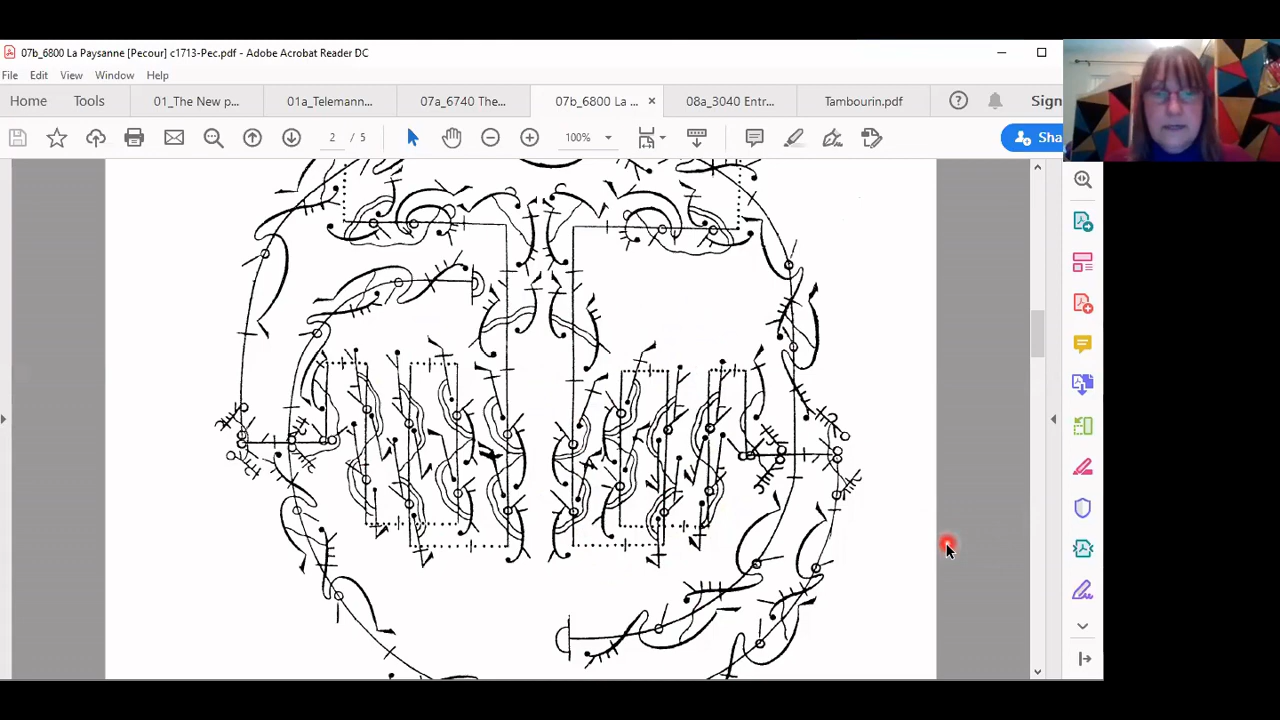 07b_6800 La Paysanne [Pecour] c1713-Pec.pdf - Adobe Acrobat Reader DC
File Edit View Window Help
Home Tools 01_The New p... 01a_Telemann... 07a_6740 The... 07b_6800 La ... × 08a_3040 Entr... Tambourin.pdf Sign
2 / 5 100% Sha